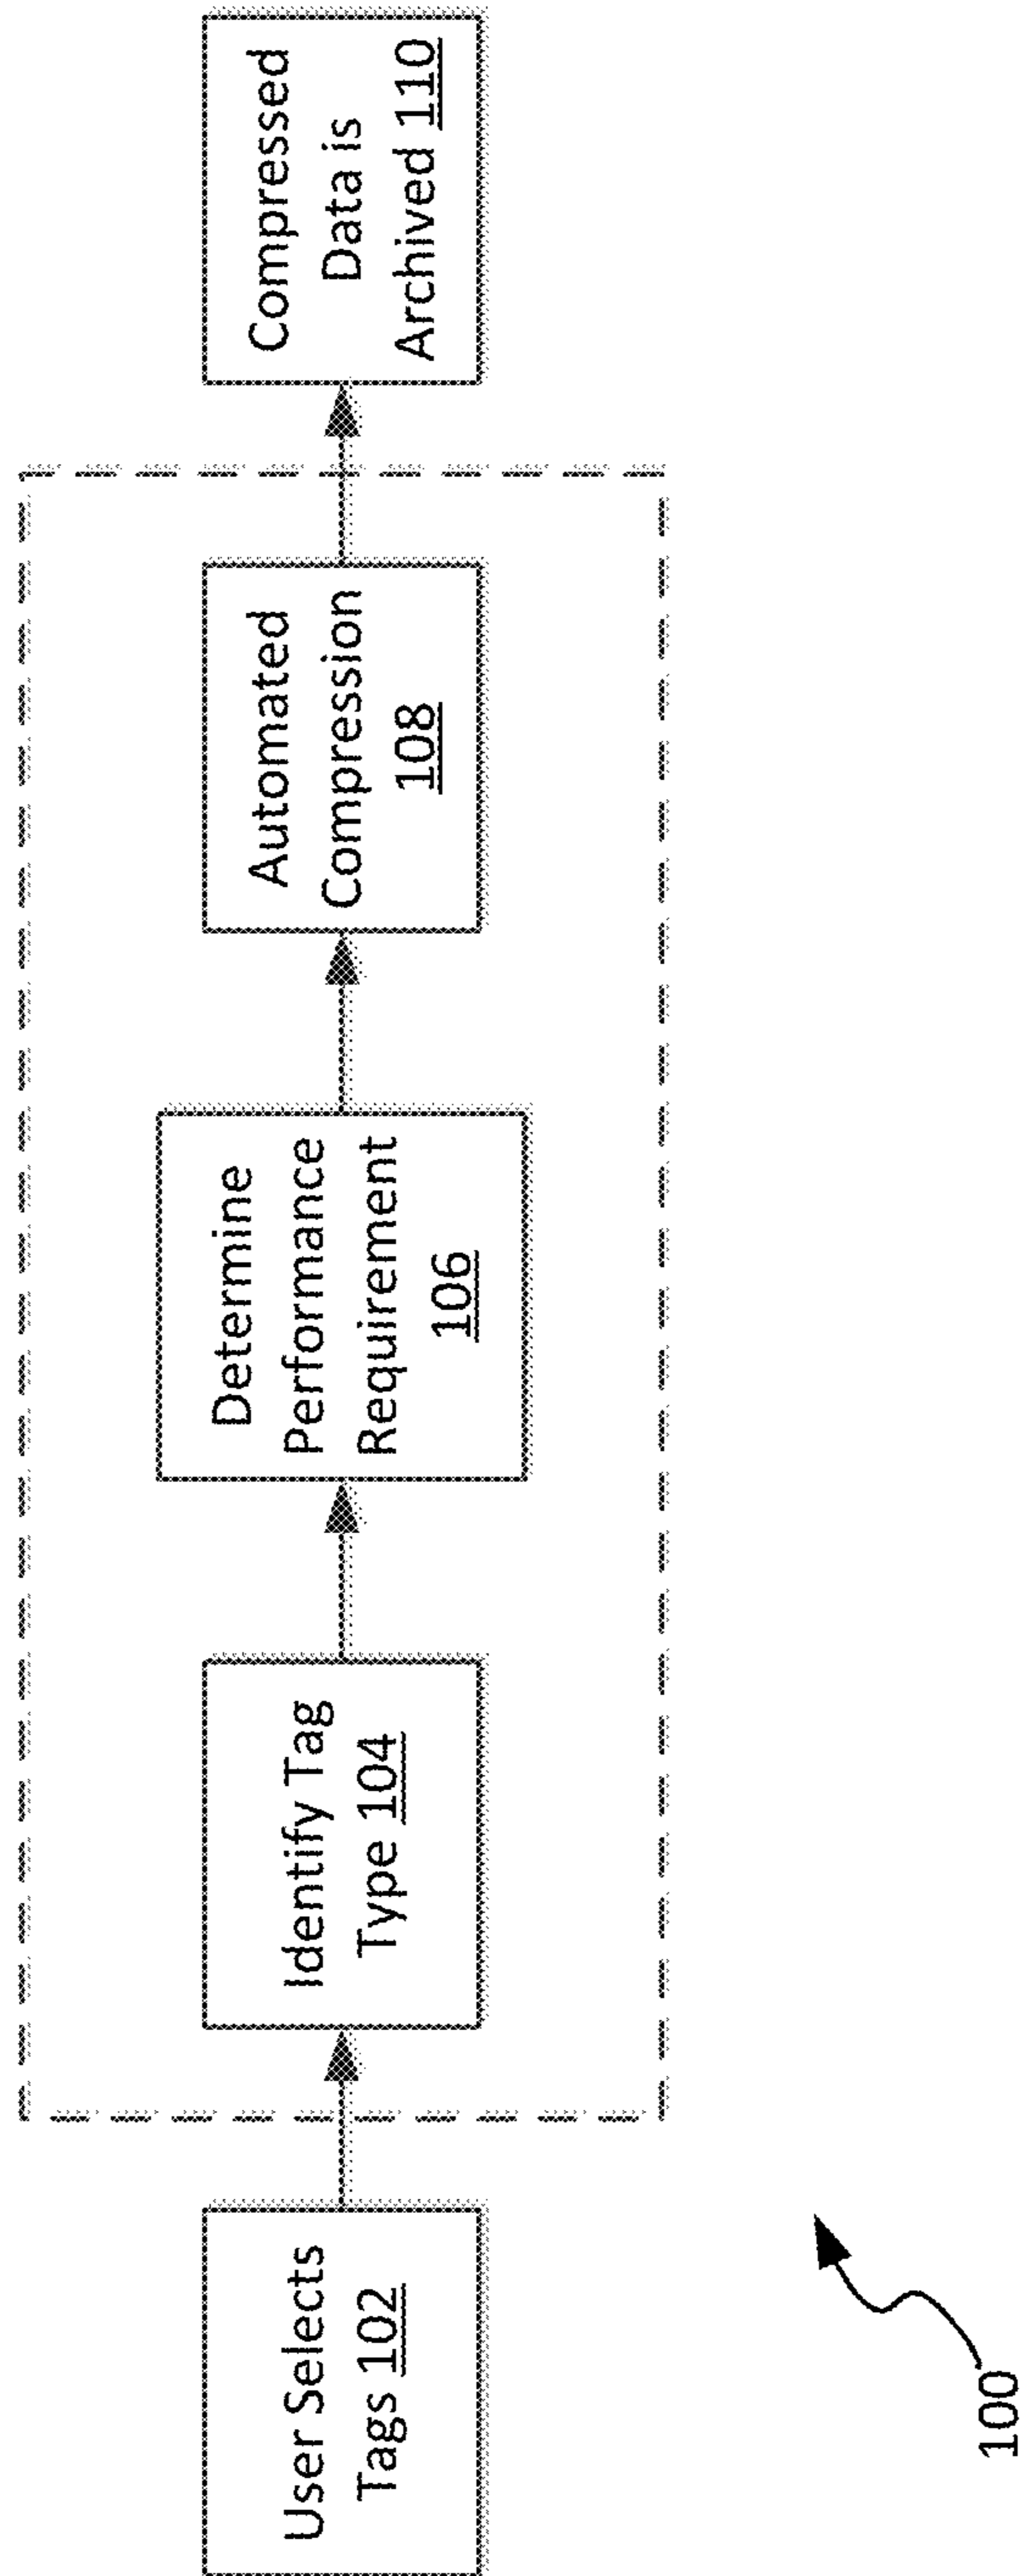 User Selects
Tags 102
Identify Tag
Type 104
Determine
Performance
Requirement
106
Automated
Compression
108
Compressed
Data is
Archived 110
100